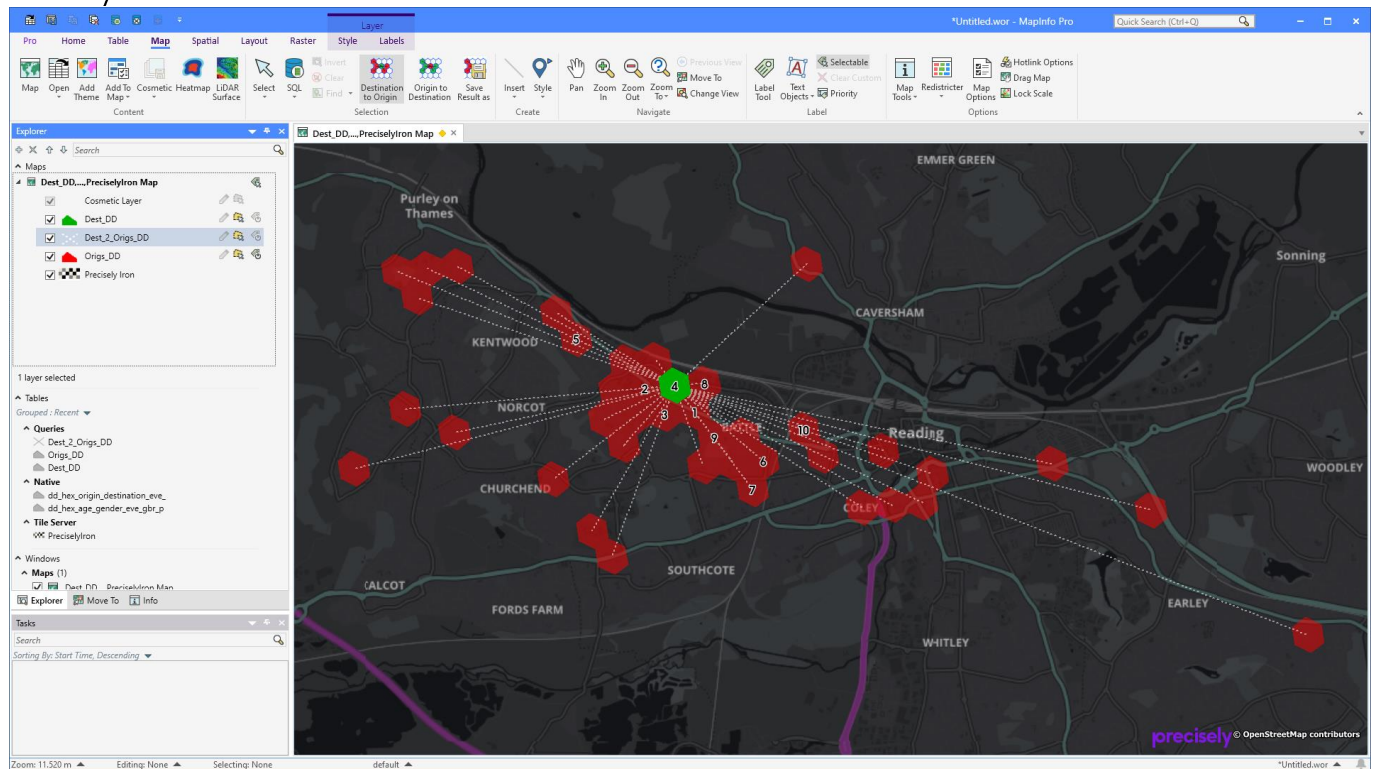 Layer
*Untitled.wor - MapInfo Pro
Quick Search (Ctrl+Q)
Pro Home Table Map Spatial Layout Raster Style Labels
Map
Open
Add Theme
Add To Map
Cosmetic
Heatmap
LiDAR Surface
Content
Select
SQL
Invert
Clear
Find
Destination to Origin
Origin to Destination
Save Result as
Selection
Insert
Style
Create
Pan
Zoom In
Zoom Out
Zoom To
Previous View
Move To
Change View
Navigate
Label Tool
Text Objects
Selectable
Clear Custom
Priority
Label
Map Tools
Redistricter
Map Options
Hotlink Options
Drag Map
Lock Scale
Options
Explorer
Search
Maps
Dest_DD,...,PreciselyIron Map
Cosmetic Layer
Dest_DD
Dest_2_Origs_DD
Origs_DD
Precisely Iron
1 layer selected
Tables
Grouped : Recent
Queries
Dest_2_Origs_DD
Origs_DD
Dest_DD
Native
dd_hex_origin_destination_eve_
dd_hex_age_gender_eve_gbr_p
Tile Server
PreciselyIron
Windows
Maps (1)
Dest_DD,...,PreciselyIron Map
Explorer Move To Info
Tasks
Search
Sorting By: Start Time, Descending
Dest_DD,...,PreciselyIron Map
EMMER GREEN
Purley on
Thames
Sonning
CAVERSHAM
KENTWOOD
5
4
8
2
NORCOT
3
1
BATTLE
10
9
Reading
6
WOODLEY
7
CHURCHEND
COLEY
SOUTHCOTE
CALCOT
FORDS FARM
EARLEY
WHITLEY
precisely © OpenStreetMap contributors
Zoom: 11.520 m Editing: None Selecting: None default *Untitled.wor